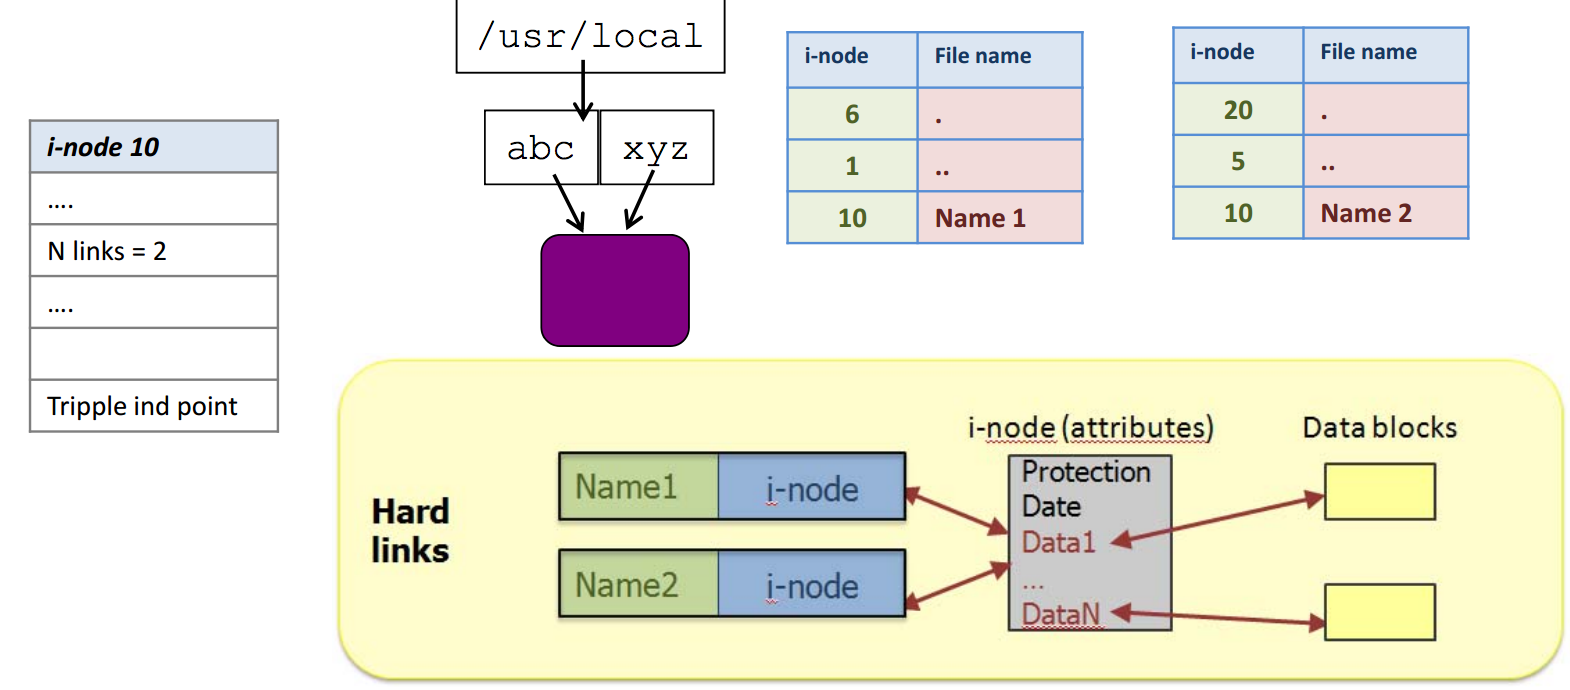 /usr/local
abc
xyz
i-node 10
....
N links = 2
....
Tripple ind point
i-node File name
6 .
1 ..
10 Name 1
i-node File name
20 .
5 ..
10 Name 2
Hard
links
Name1 i-node
Name2 i-node
i-node (attributes)
Protection
Date
Data1
...
DataN
Data blocks